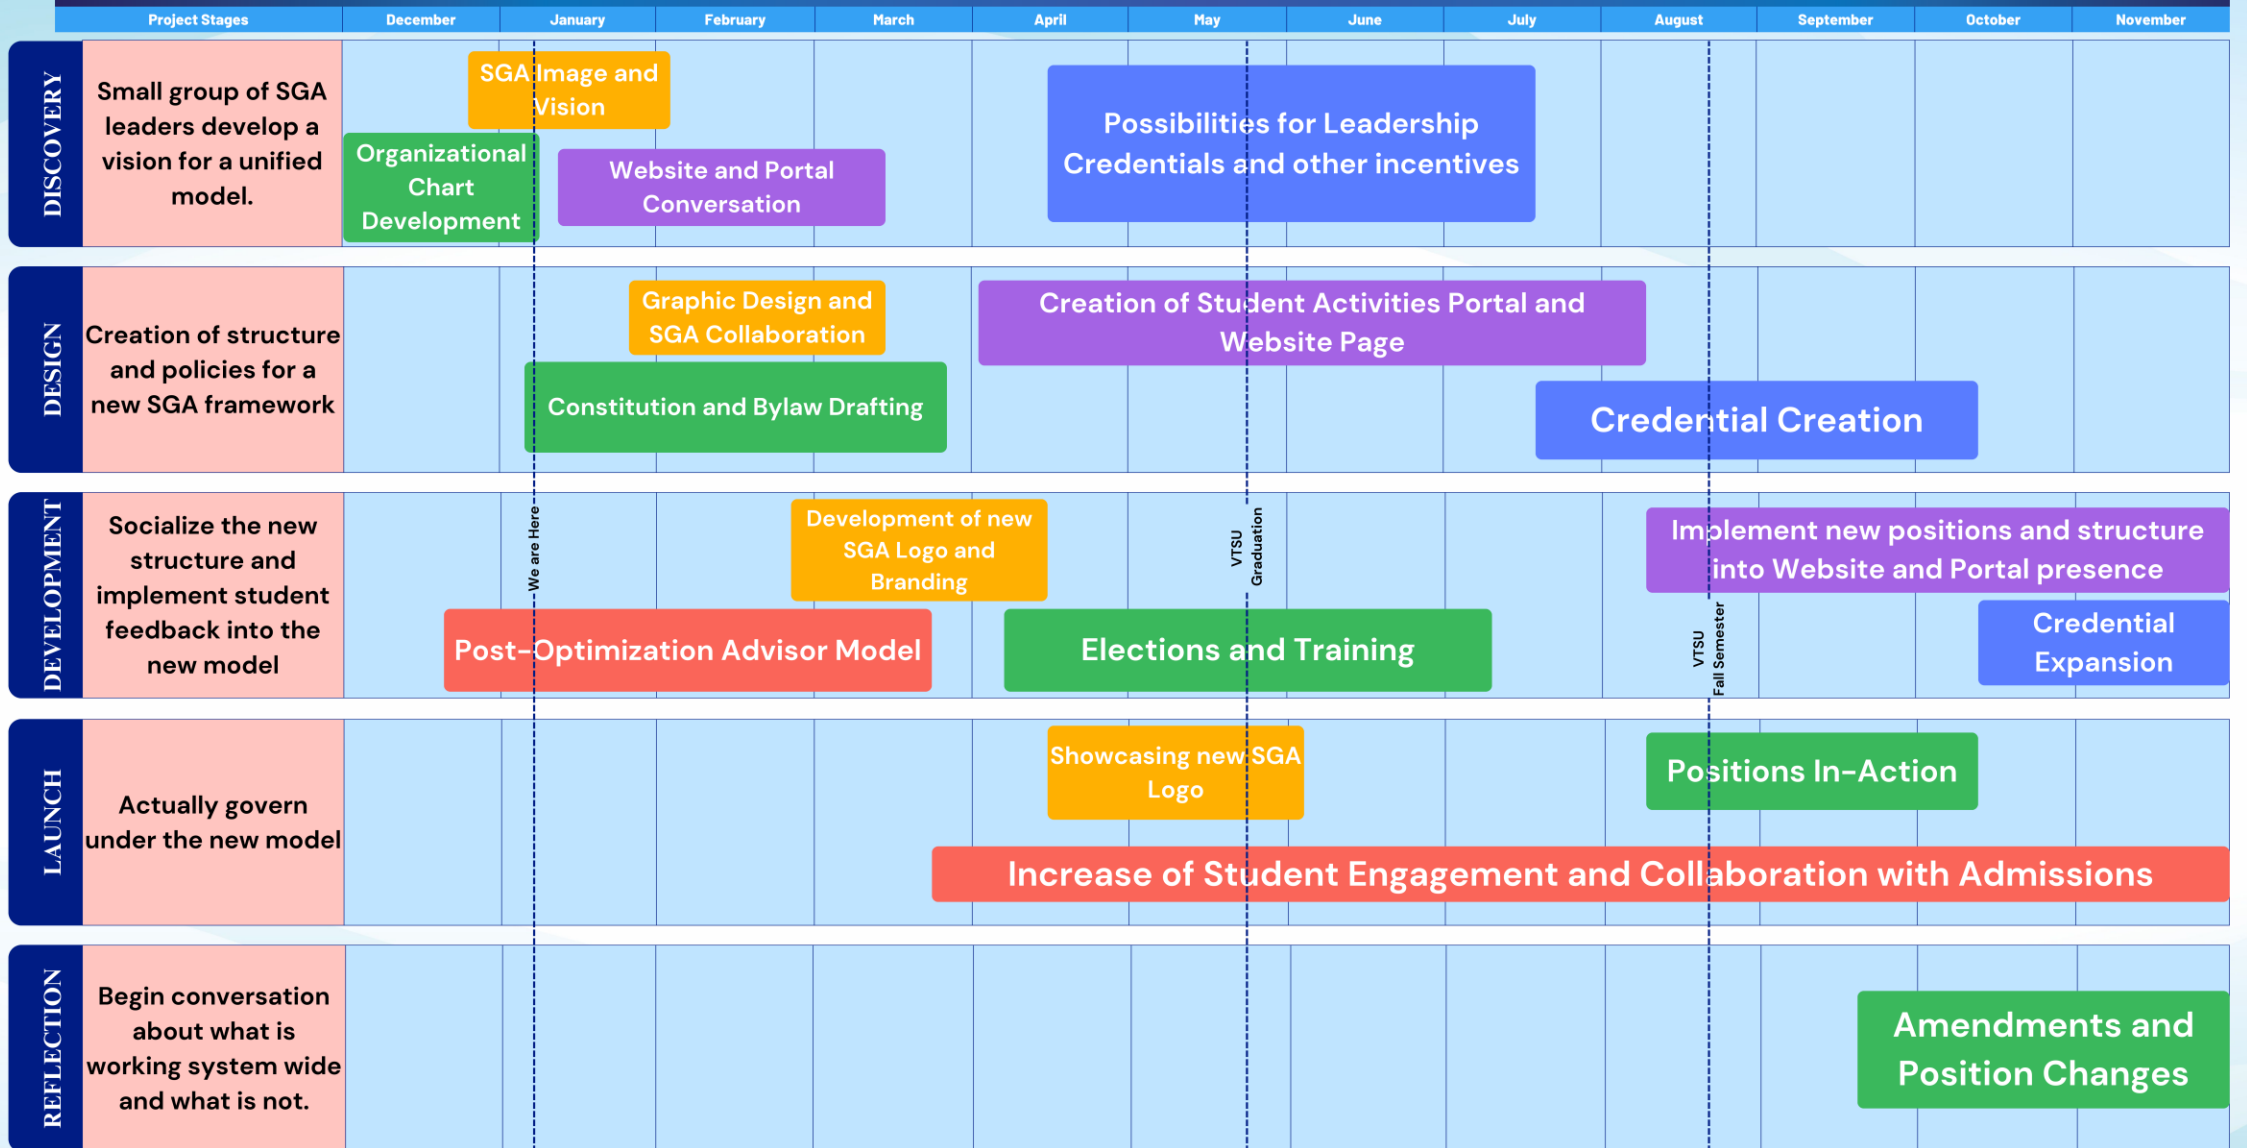 Project Stages December January February March April May June July August September October November
DISCOVERY
Small group of SGA
leaders develop a
vision for a unified
model.
SGA Image and
Vision
Organizational
Chart
Development
Website and Portal
Conversation
Possibilities for Leadership
Credentials and other incentives
DESIGN
Creation of structure
and policies for a
new SGA framework
Graphic Design and
SGA Collaboration
Constitution and Bylaw Drafting
Creation of Student Activities Portal and
Website Page
Credential Creation
DEVELOPMENT
Socialize the new
structure and
implement student
feedback into the
new model
We are Here
Development of new
SGA Logo and
Branding
Post-Optimization Advisor Model
VTSU
Graduation
Elections and Training
Implement new positions and structure
into Website and Portal presence
VTSU
Fall Semester
Credential
Expansion
LAUNCH
Actually govern
under the new model
Showcasing new SGA
Logo
Positions In-Action
Increase of Student Engagement and Collaboration with Admissions
REFLECTION
Begin conversation
about what is
working system wide
and what is not.
Amendments and
Position Changes